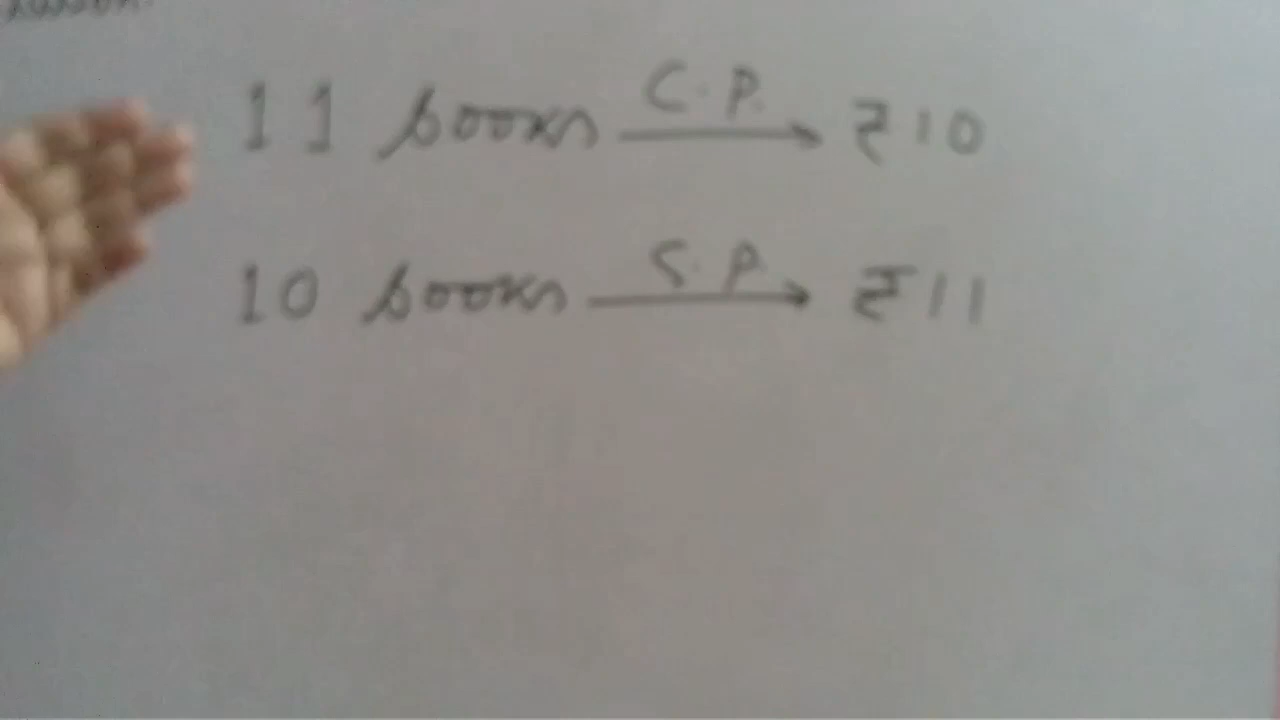 11 books C.P. → ₹10
10 books S.P. → ₹11